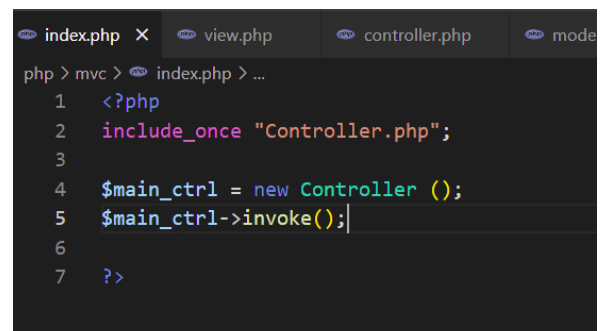 index.php × view.php controller.php mode
php > mvc > index.php > ...
1 <?php
2 include_once "Controller.php";
3
4 $main_ctrl = new Controller ();
5 $main_ctrl->invoke();
6
7 ?>